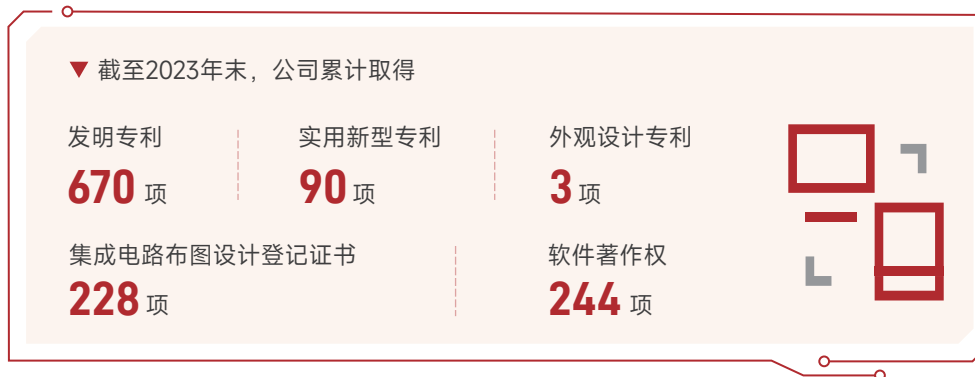 ▼ 截至2023年末，公司累计取得
发明专利 实用新型专利 外观设计专利
670 项 90 项 3 项
集成电路布图设计登记证书 软件著作权
228 项 244 项